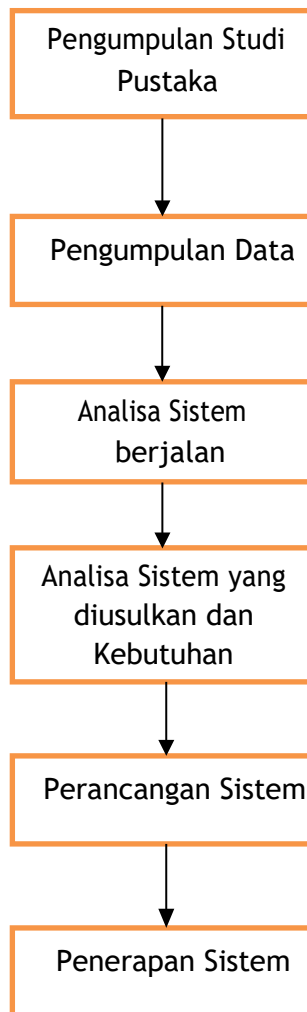 Pengumpulan Studi
Pustaka
Pengumpulan Data
Analisa Sistem
berjalan
Analisa Sistem yang
diusulkan dan
Kebutuhan
Perancangan Sistem
Penerapan Sistem